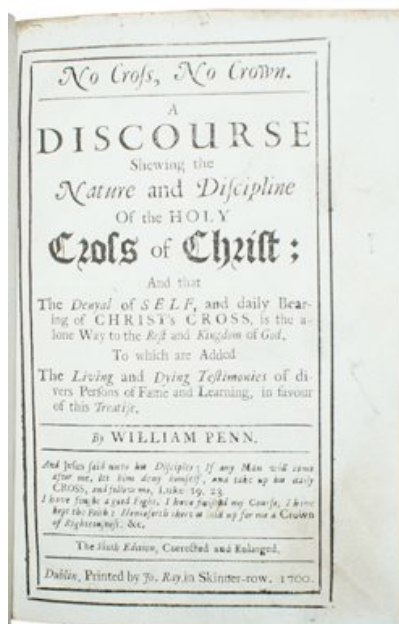 No Croſs, No Crown.
A
DISCOURSE
Shewing the
Nature and Diſcipline
Of the HOLY
Croſs of Chriſt;
And that
The Denyal of SELF, and daily Bear-
ing of CHRIST's CROSS, is the a-
lone Way to the Reſt and Kingdom of God.
To which are Added
The Living and Dying Teſtimonies of di-
vers Perſons of Fame and Learning, in favour
of this Treatiſe.
By WILLIAM PENN.
And Jeſus ſaid unto his Diſciples; If any Man will come
after me, let him deny himſelf, and take up his daily
CROSS, and follow me, Luke 19. 23.
I have fought a good Fight, I have finiſhed my Courſe, I have
kept the Faith: Henceforth there is laid up for me a Crown
of Righteouſneſs. &c.
The Edition, Corrected and Enlarged.
Dublin, Printed by Jo. Ray, in Skinner-row. 1700.